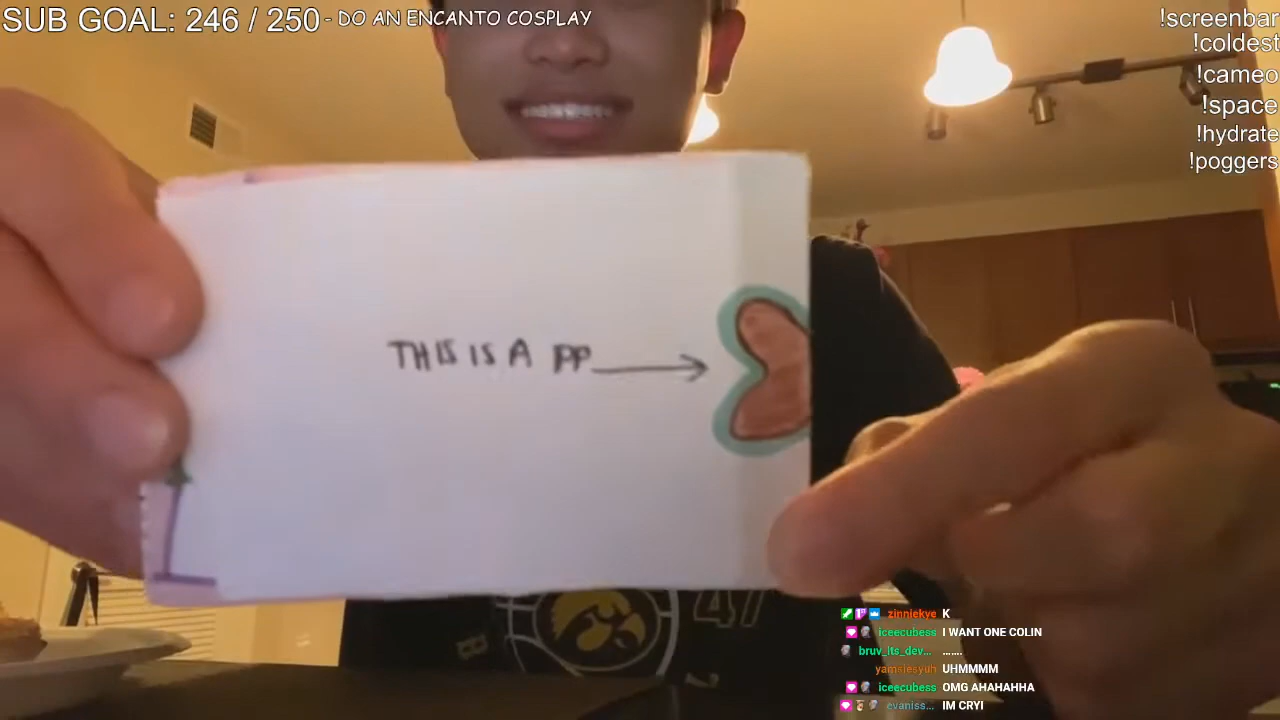 SUB GOAL: 246 / 250 - DO AN ENCANTO COSPLAY
!screenbar
!coldest
!cameo
!space
!hydrate
!poggers
THIS IS A PP
47
B
zinniekye K
iceecubess I WANT ONE COLIN
bruv_Its_dev... .......
yamsiesyuh UHMMMM
iceecubess OMG AHAHAHHA
evaniss... IM CRYI